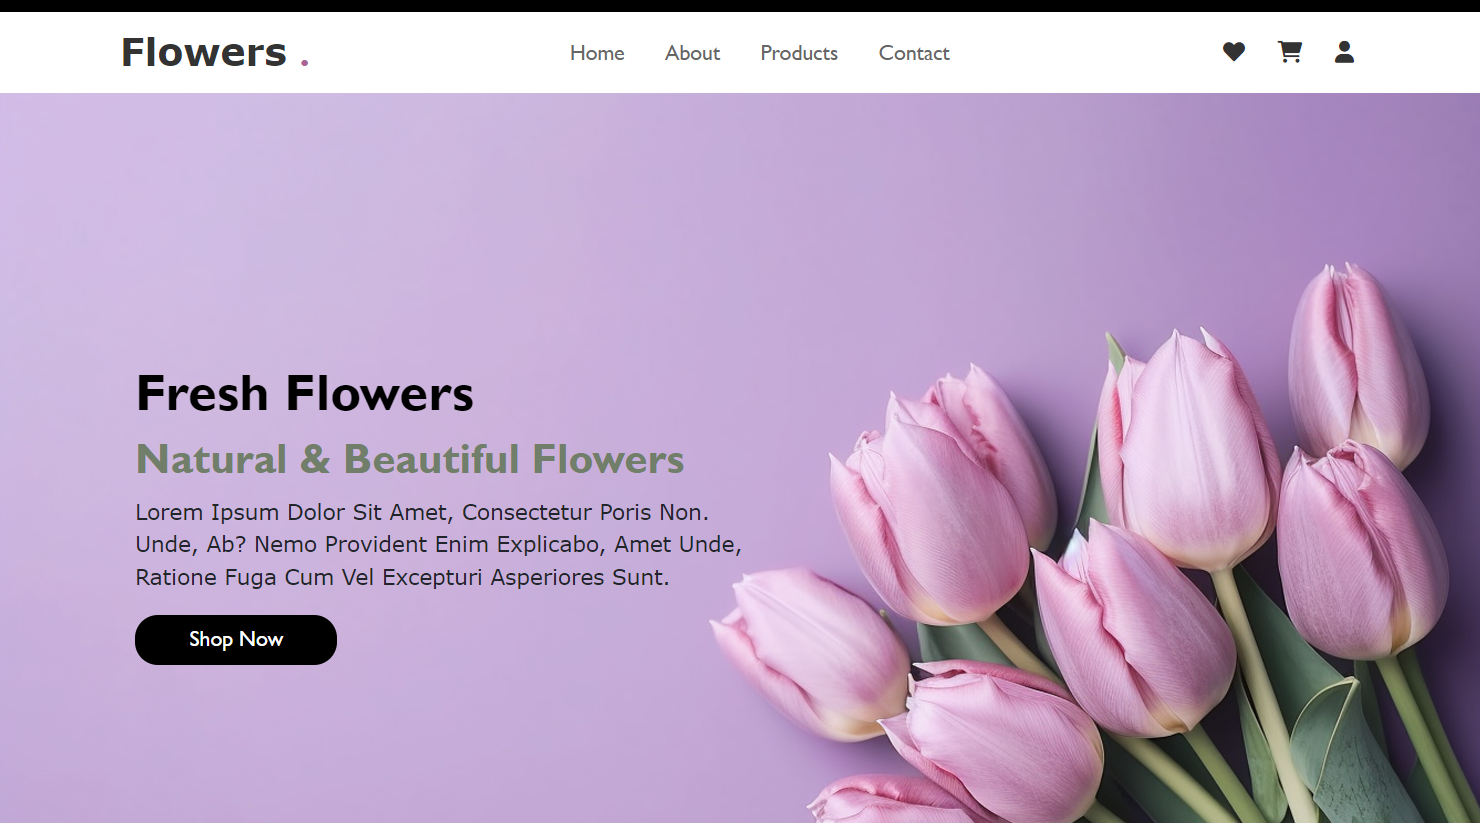 Flowers .
Home About Products Contact
Fresh Flowers
Natural & Beautiful Flowers
Lorem Ipsum Dolor Sit Amet, Consectetur Poris Non.
Unde, Ab? Nemo Provident Enim Explicabo, Amet Unde,
Ratione Fuga Cum Vel Excepturi Asperiores Sunt.
Shop Now